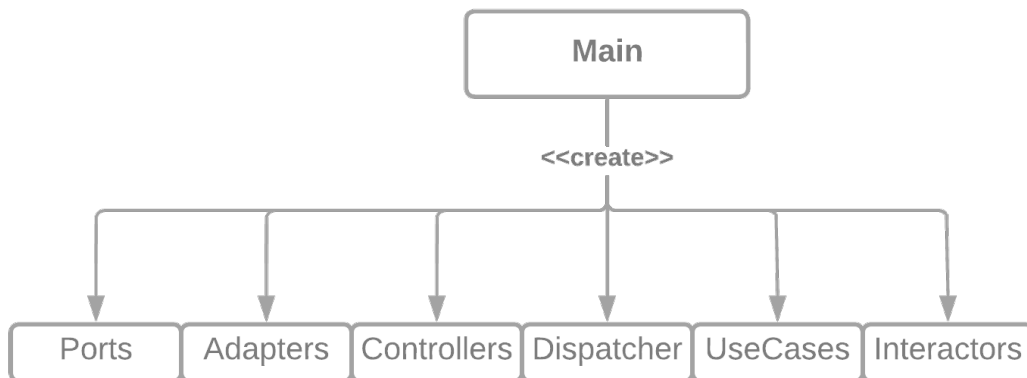 Main
<<create>>
Ports Adapters Controllers Dispatcher UseCases Interactors